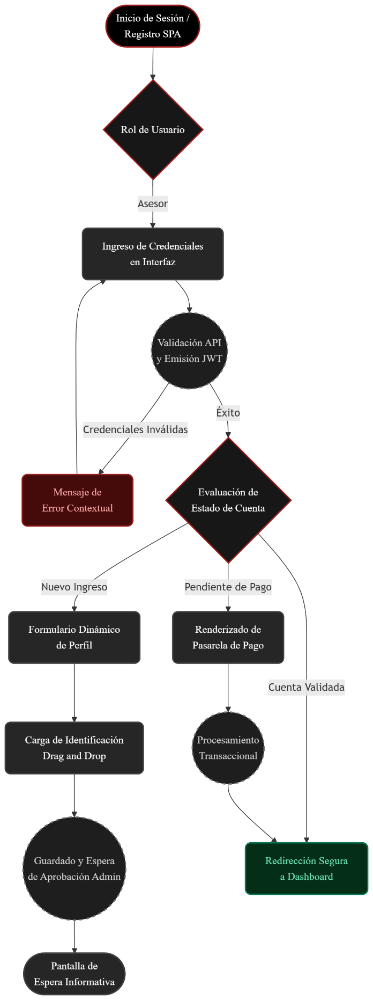 Inicio de Sesión /
Registro SPA
Rol de Usuario
Asesor
Ingreso de Credenciales
en Interfaz
Validación API
y Emisión JWT
Éxito
Credenciales Inválidas
Mensaje de
Error Contextual
Evaluación de
Estado de Cuenta
Nuevo Ingreso
Pendiente de Pago
Formulario Dinámico
de Perfil
Renderizado de
Pasarela de Pago
Cuenta Validada
Carga de Identificación
Drag and Drop
Procesamiento
Transaccional
Guardado y Espera
de Aprobación Admin
Redirección Segura
a Dashboard
Pantalla de
Espera Informativa